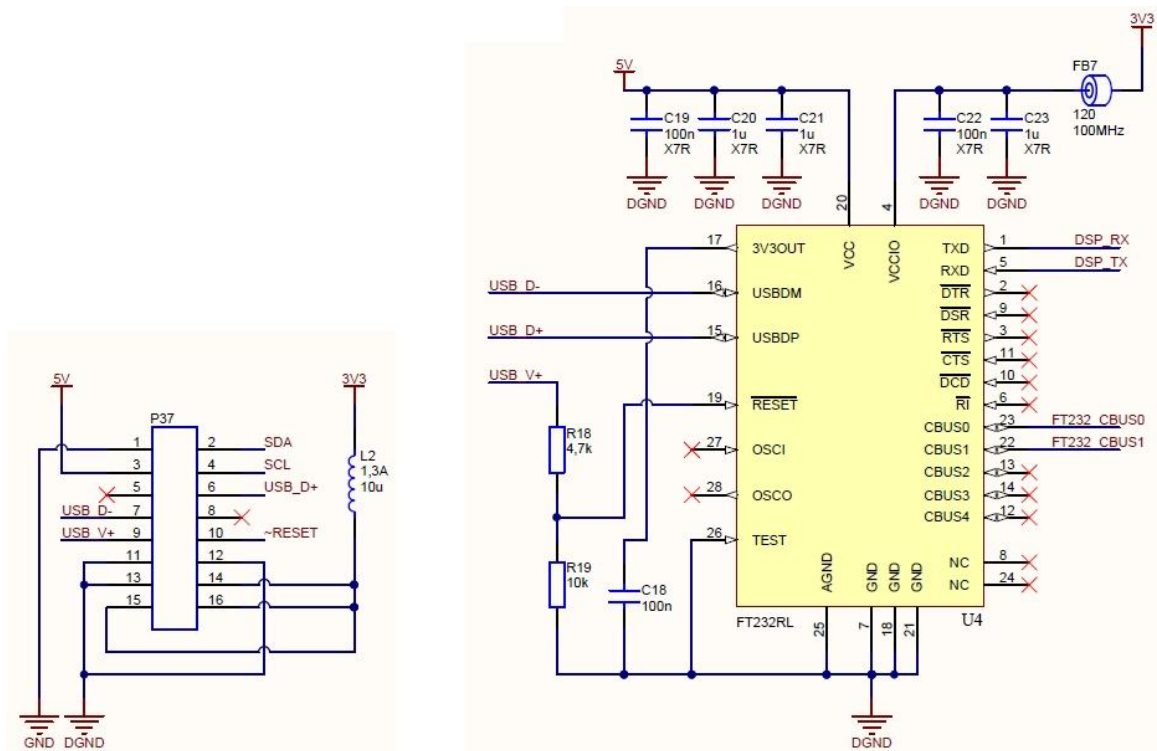 5V
3V3
P37
1
2
SDA
3
4
SCL
5
6
USB_D+
USB_D-
7
8
USB_V+
9
10
~RESET
11
12
13
14
15
16
L2
1,3A
10u
GND
DGND
3V3
5V
FB7
120
100MHz
C19
100n
X7R
C20
1u
X7R
C21
1u
X7R
C22
100n
X7R
C23
1u
X7R
DGND
DGND
DGND
DGND
DGND
20
4
VCC
VCCIO
17
3V3OUT
TXD
1
DSP_RX
RXD
5
DSP_TX
USB_D-
16
USBDM
DTR
2
DSR
9
USB_D+
15
USBDP
RTS
3
CTS
11
USB_V+
DCD
10
19
RESET
RI
6
CBUS0
23
FT232_CBUS0
R18
4,7k
27
OSCI
CBUS1
22
FT232_CBUS1
CBUS2
13
28
OSCO
CBUS3
14
CBUS4
12
26
TEST
NC
8
R19
10k
NC
24
C18
100n
AGND
GND
GND
GND
FT232RL
U4
25
7
18
21
DGND